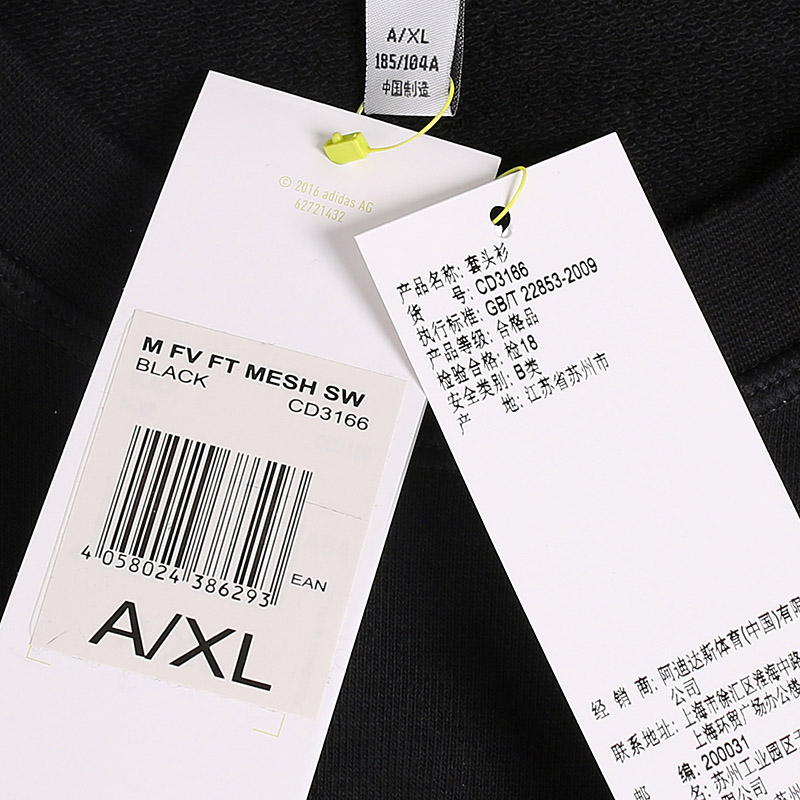 A/XL
185/104A
中国制造
© 2016 adidas AG
62721432
M FV FT MESH SW
BLACK
CD3166
4 058024 386293
EAN
A/XL
产品名称: 套头衫
货 号: CD3166
执行标准: GB/T 22853-2009
产品等级: 合格品
检验合格: 检18
安全类别: B类
产 地: 江苏省苏州市
经 销 商: 阿迪达斯体育(中国)有限
公司
联系地址: 上海市徐汇区淮海中路
上海环贸广场办公楼
邮 编: 200031
名: 苏州工业园区
限公司